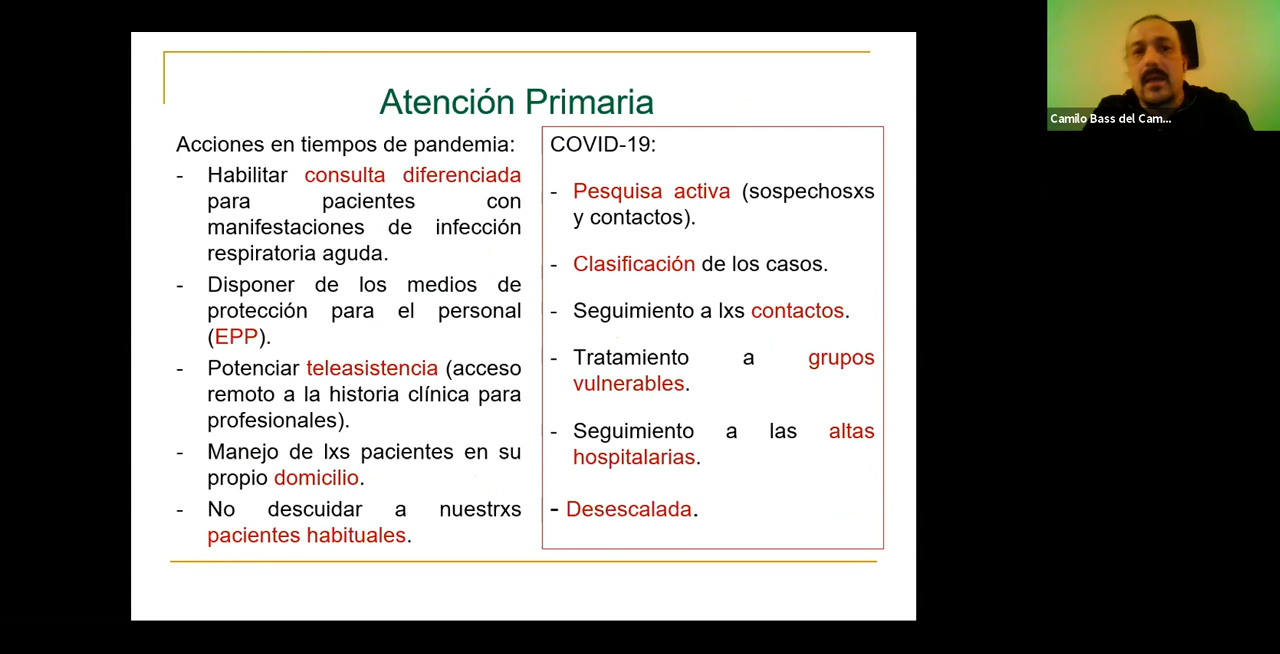 Atención Primaria
Acciones en tiempos de pandemia:
- Habilitar consulta diferenciada
para pacientes con
manifestaciones de infección
respiratoria aguda.
- Disponer de los medios de
protección para el personal
(EPP).
- Potenciar teleasistencia (acceso
remoto a la historia clínica para
profesionales).
- Manejo de lxs pacientes en su
propio domicilio.
- No descuidar a nuestrxs
pacientes habituales.
COVID-19:
- Pesquisa activa (sospechosxs
y contactos).
- Clasificación de los casos.
- Seguimiento a lxs contactos.
- Tratamiento a grupos
vulnerables.
- Seguimiento a las altas
hospitalarias.
- Desescalada.
Camilo Bass del Cam...